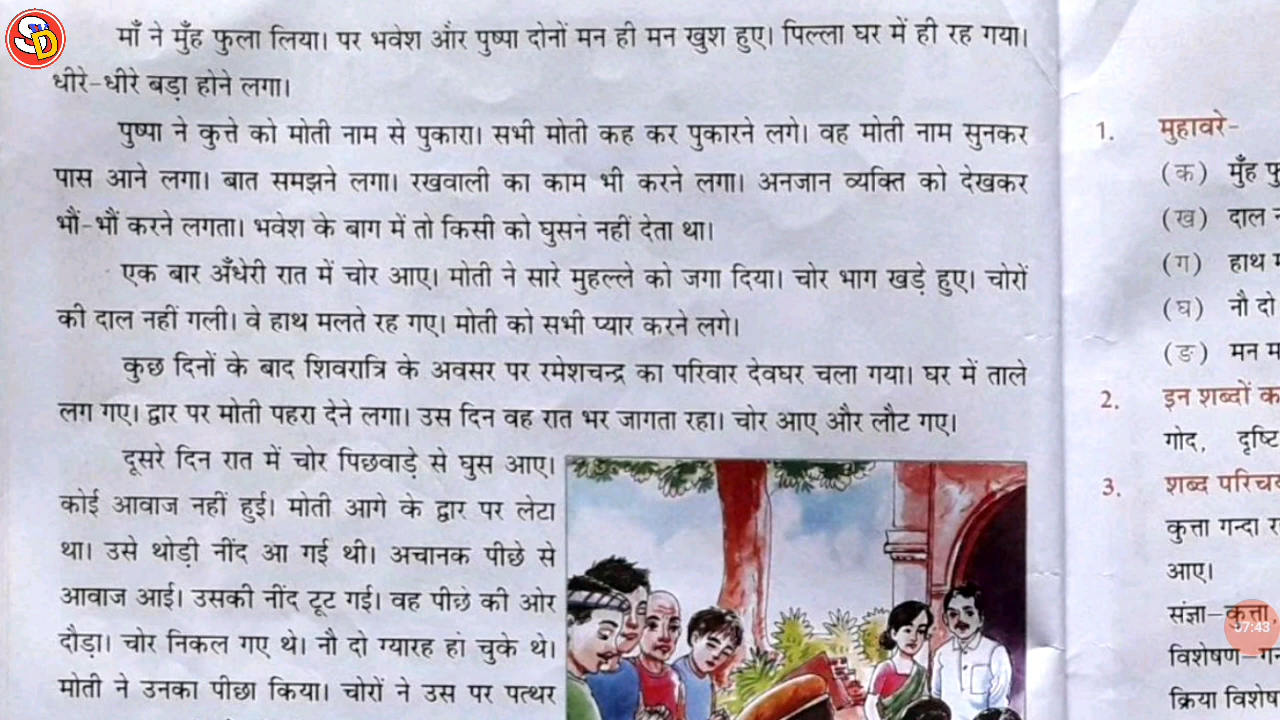 SD
माँ ने मुँह फुला लिया। पर भवेश और पुष्पा दोनों मन ही मन खुश हुए। पिल्ला घर में ही रह गया।
धीरे-धीरे बड़ा होने लगा।
पुष्पा ने कुत्ते को मोती नाम से पुकारा। सभी मोती कह कर पुकारने लगे। वह मोती नाम सुनकर
पास आने लगा। बात समझने लगा। रखवाली का काम भी करने लगा। अनजान व्यक्ति को देखकर
भौं-भौं करने लगता। भवेश के बाग में तो किसी को घुसने नहीं देता था।
एक बार अँधेरी रात में चोर आए। मोती ने सारे मुहल्ले को जगा दिया। चोर भाग खड़े हुए। चोरों
की दाल नहीं गली। वे हाथ मलते रह गए। मोती को सभी प्यार करने लगे।
कुछ दिनों के बाद शिवरात्रि के अवसर पर रमेशचन्द्र का परिवार देवघर चला गया। घर में ताले
लग गए। द्वार पर मोती पहरा देने लगा। उस दिन वह रात भर जागता रहा। चोर आए और लौट गए।
दूसरे दिन रात में चोर पिछवाड़े से घुस आए।
कोई आवाज नहीं हुई। मोती आगे के द्वार पर लेटा
था। उसे थोड़ी नींद आ गई थी। अचानक पीछे से
आवाज आई। उसकी नींद टूट गई। वह पीछे की ओर
दौड़ा। चोर निकल गए थे। नौ दो ग्यारह हो चुके थे।
मोती ने उनका पीछा किया। चोरों ने उस पर पत्थर
1. मुहावरे-
(क) मुँह फु
(ख) दाल न
(ग) हाथ म
(घ) नौ दो
(ङ) मन म
2. इन शब्दों क
गोद, दृष्टि
3. शब्द परिचय
कुत्ता गन्दा र
आए।
संज्ञा-कुत्ता,
07:43
विशेषण-गन
क्रिया विशेष